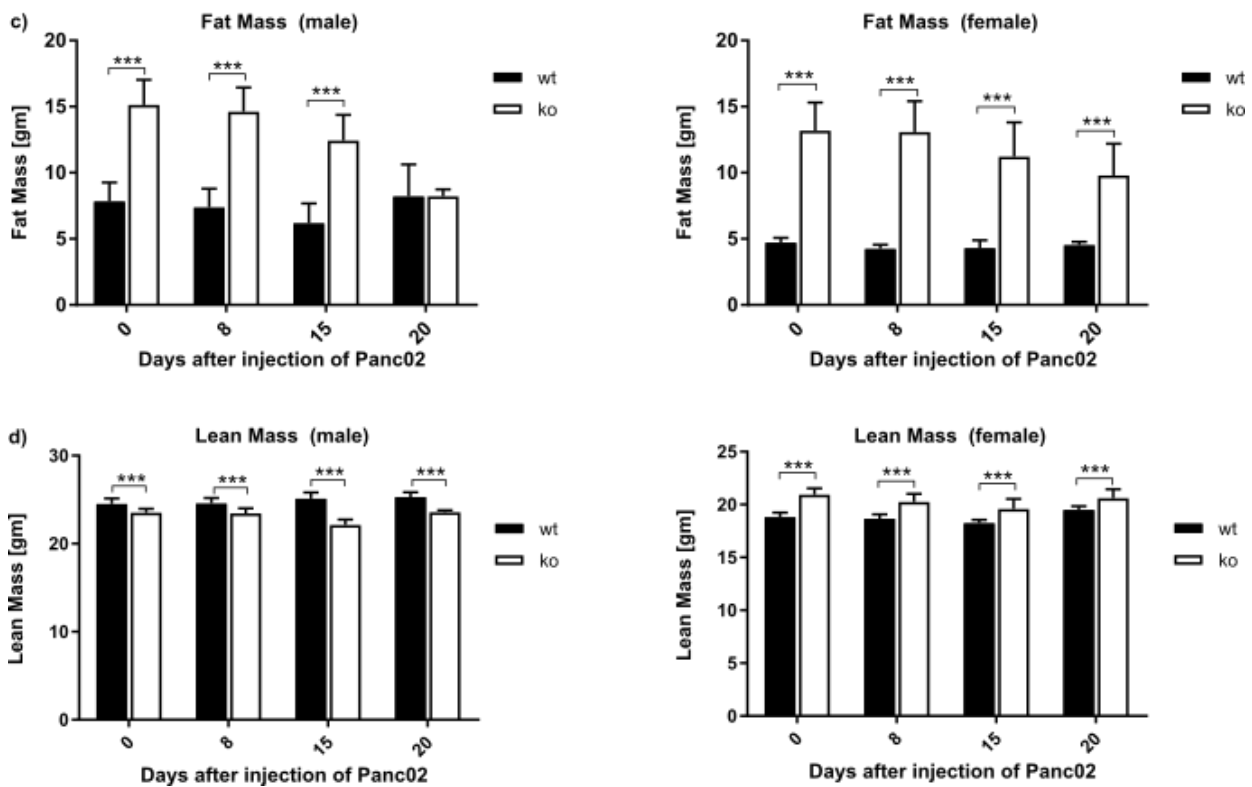 c)
Fat Mass (male)
Fat Mass [gm]
20
15
10
5
0
***
***
***
0
8
15
20
Days after injection of Panc02
wt
ko
Fat Mass (female)
Fat Mass [gm]
20
15
10
5
0
***
***
***
***
0
8
15
20
Days after injection of Panc02
wt
ko
d)
Lean Mass (male)
Lean Mass [gm]
30
20
10
0
***
***
***
***
0
8
15
20
Days after injection of Panc02
wt
ko
Lean Mass (female)
Lean Mass [gm]
25
20
15
10
5
0
***
***
***
***
0
8
15
20
Days after injection of Panc02
wt
ko